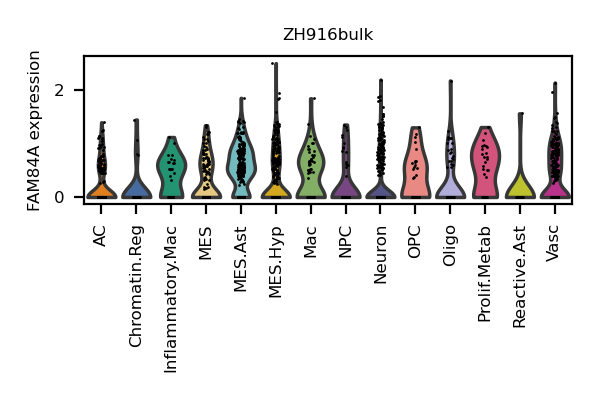 ZH916bulk
FAM84A expression
2
0
AC
Chromatin.Reg
Inflammatory.Mac
MES
MES.Ast
MES.Hyp
Mac
NPC
Neuron
OPC
Oligo
Prolif.Metab
Reactive.Ast
Vasc